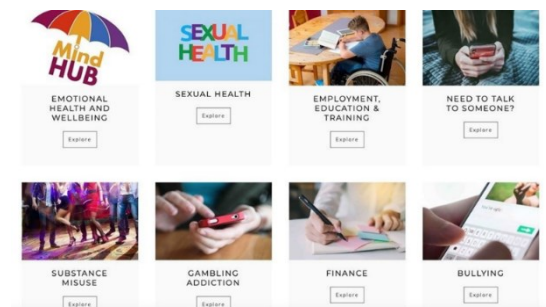 Mind
HUB
EMOTIONAL
HEALTH AND
WELLBEING
Explore
SEXUAL
HEALTH
SEXUAL HEALTH
Explore
EMPLOYMENT,
EDUCATION &
TRAINING
Explore
NEED TO TALK
TO SOMEONE?
Explore
SUBSTANCE
MISUSE
Explore
GAMBLING
ADDICTION
Explore
FINANCE
Explore
BULLYING
Explore